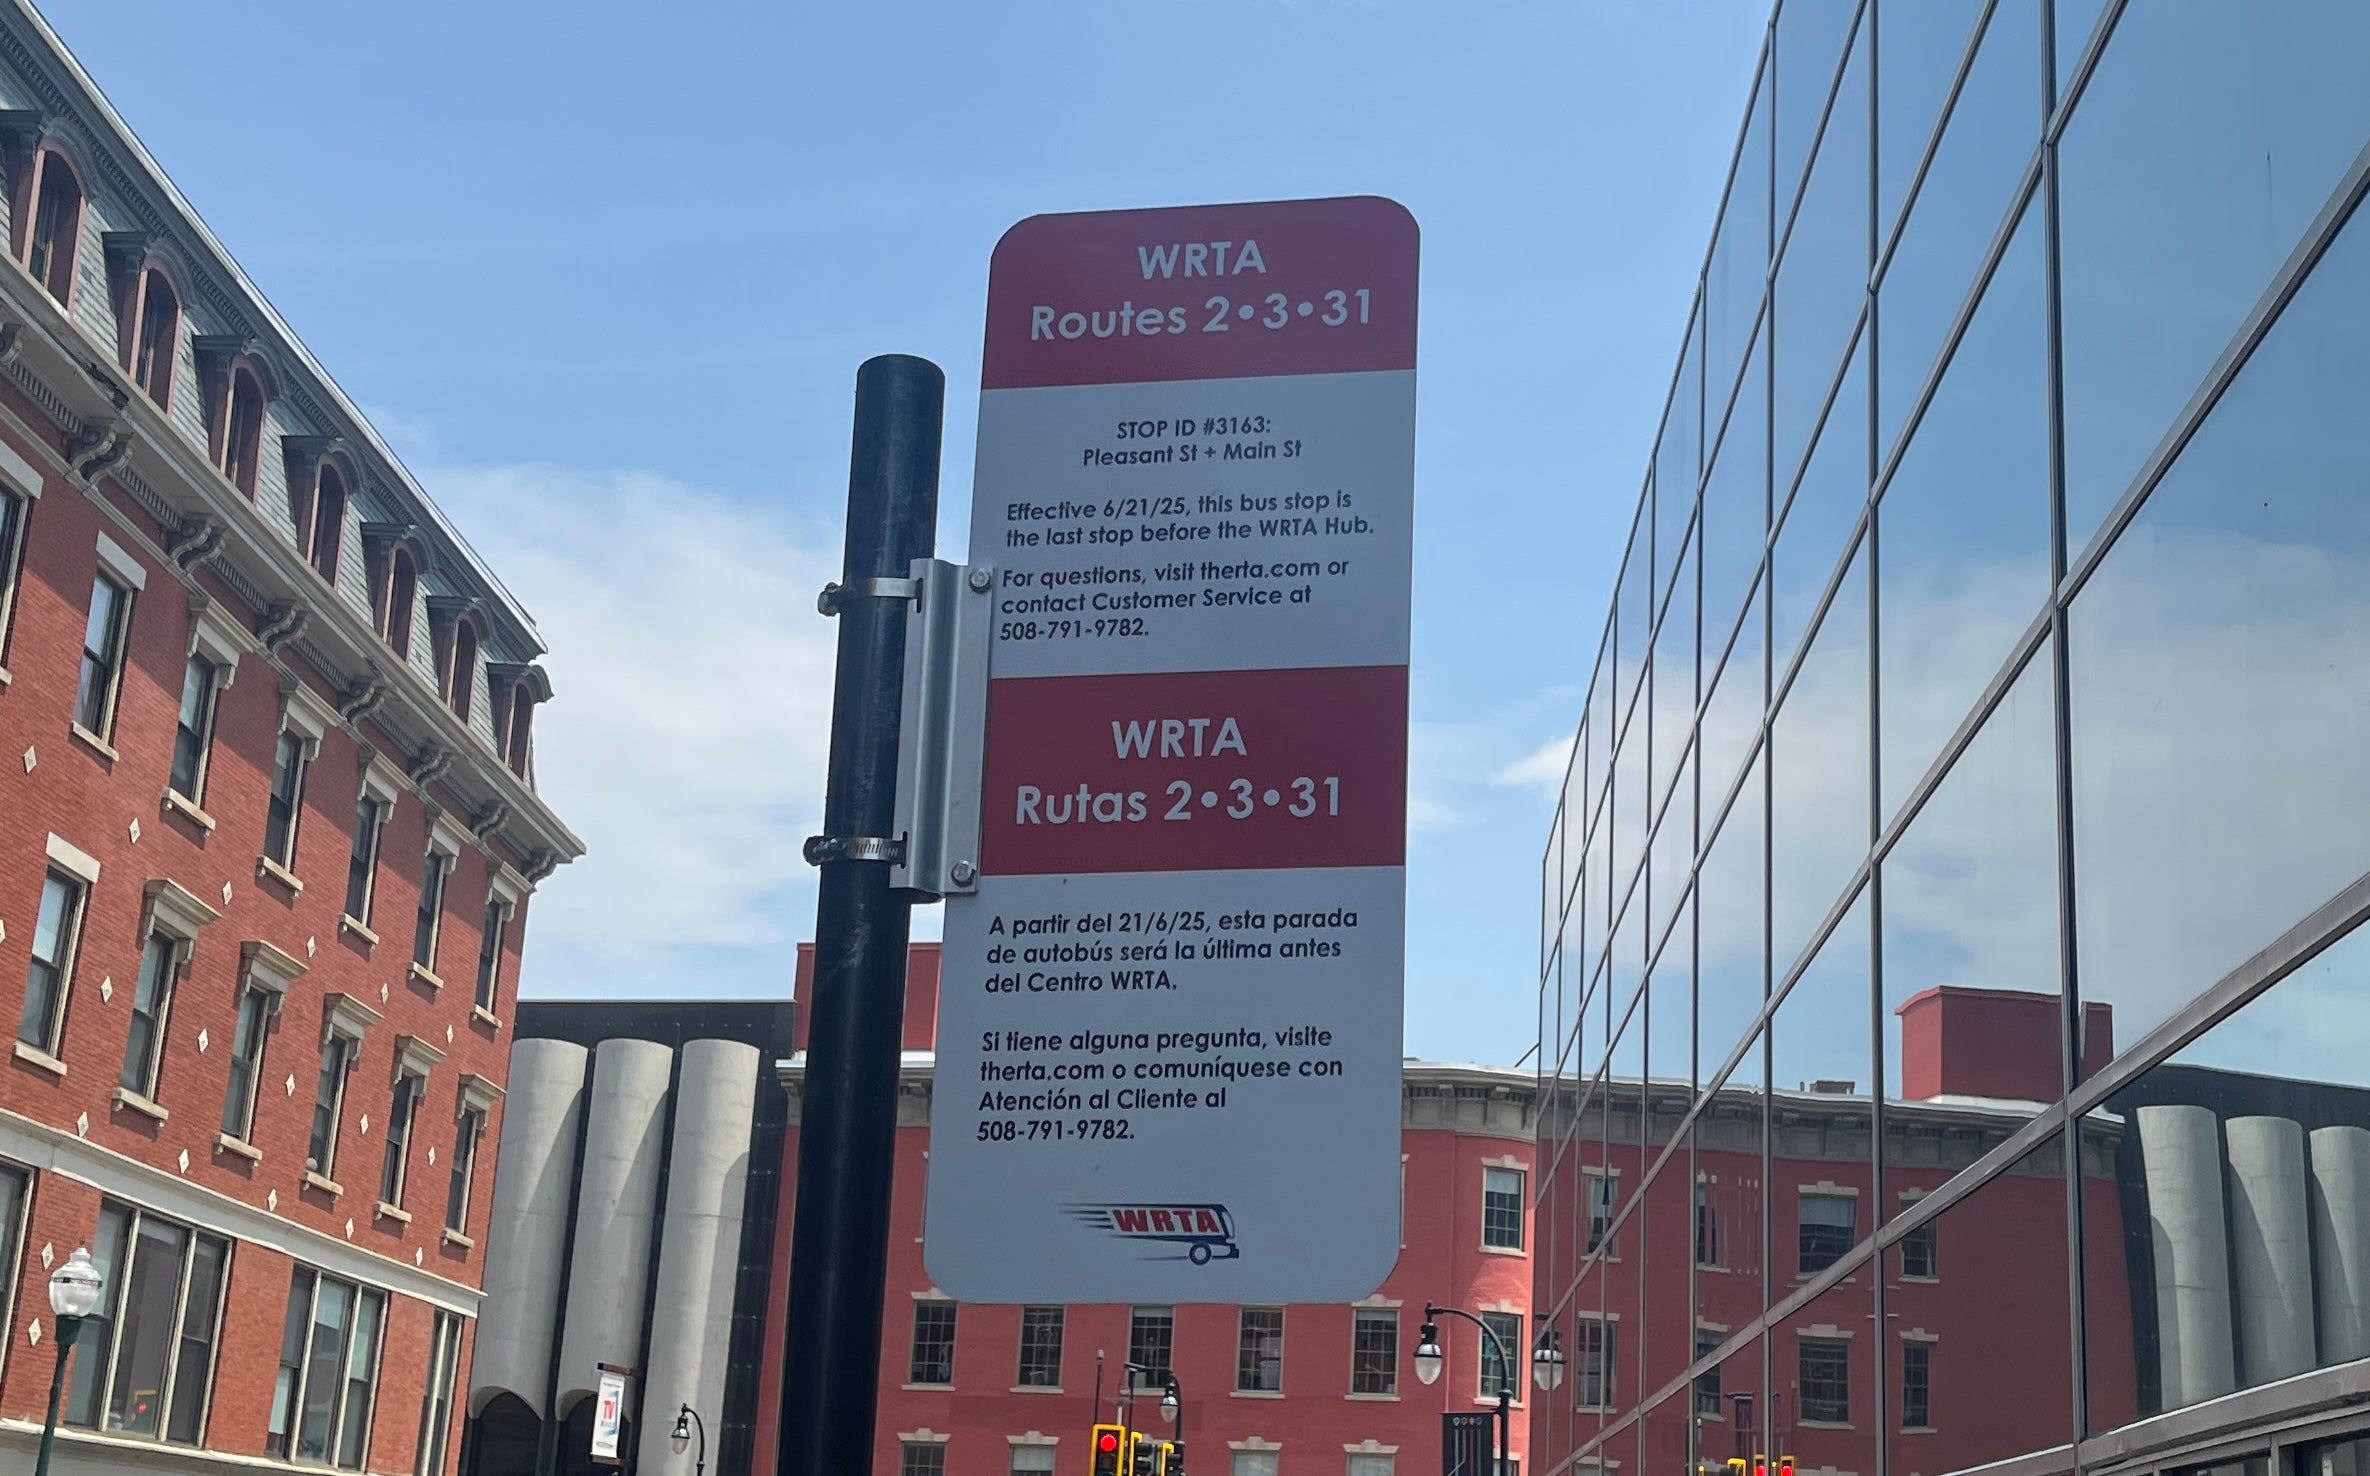 WRTA
Routes 2•3•31
STOP ID #3163:
Pleasant St + Main St
Effective 6/21/25, this bus stop is
the last stop before the WRTA Hub.
For questions, visit therta.com or
contact Customer Service at
508-791-9782.
WRTA
Rutas 2•3•31
A partir del 21/6/25, esta parada
de autobús será la última antes
del Centro WRTA.
Si tiene alguna pregunta, visite
therta.com o comuníquese con
Atención al Cliente al
508-791-9782.
WRTA
TV